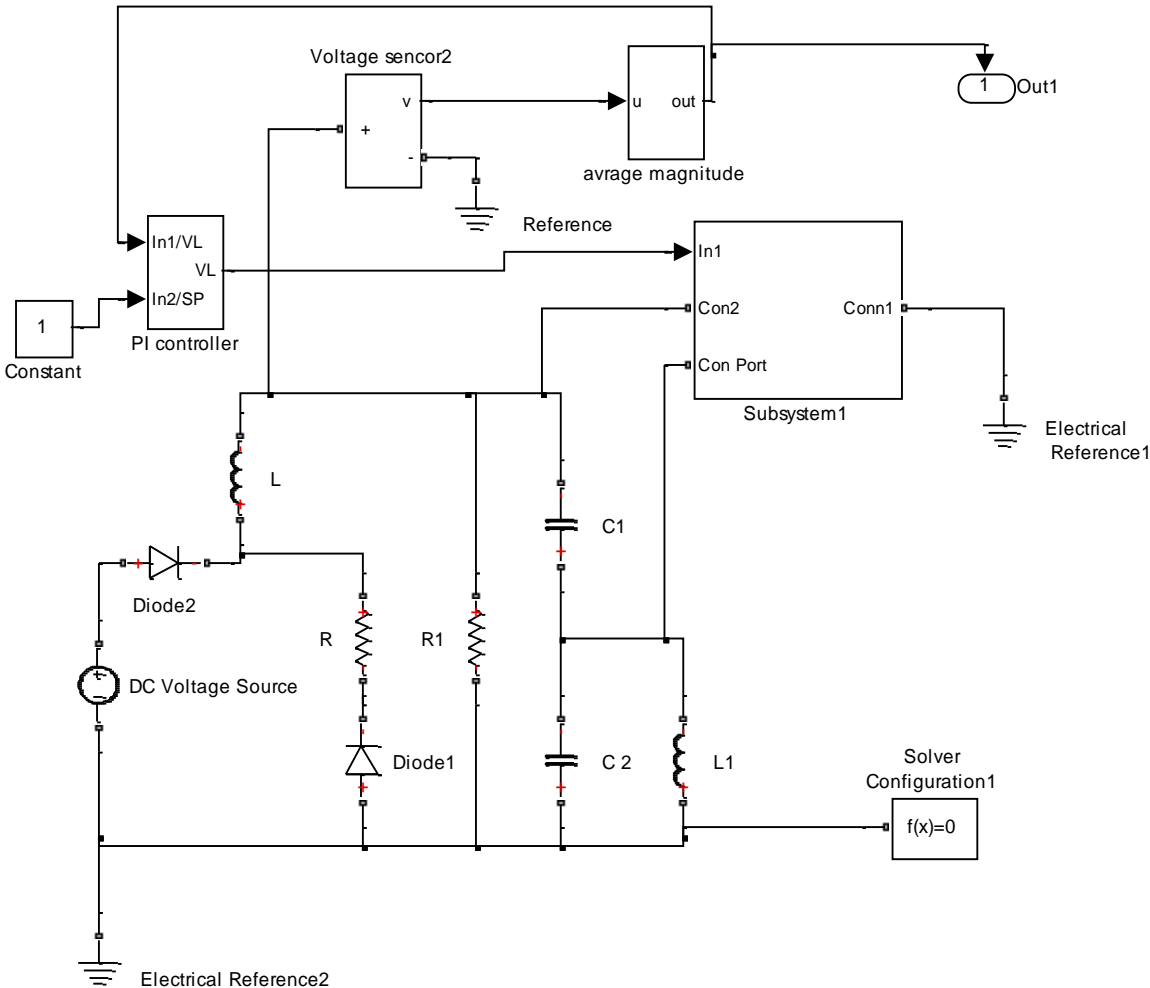 Voltage sencor2
v
+
-
u
out
avrage magnitude
1
Out1
Reference
In1/VL
VL
In2/SP
PI controller
1
Constant
In1
Con2
Conn1
Con Port
Subsystem1
Electrical
Reference1
L
C1
Diode2
R
R1
DC Voltage Source
Diode1
C 2
L1
Solver
Configuration1
f(x)=0
Electrical Reference2